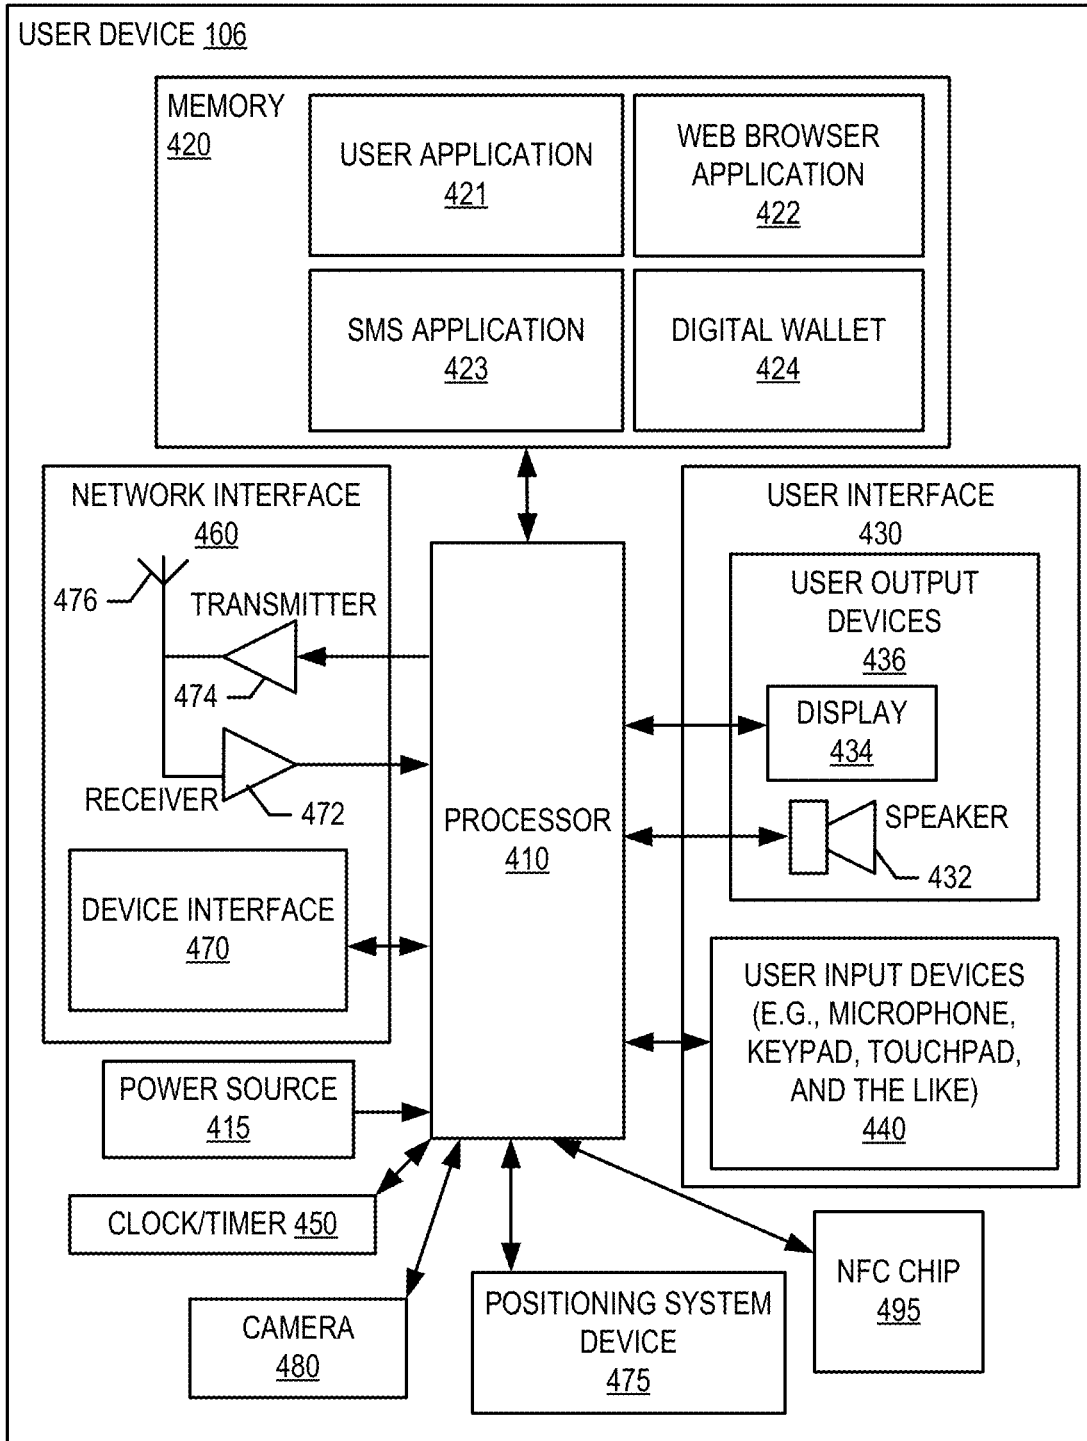 USER DEVICE 106
MEMORY
420
USER APPLICATION
421
WEB BROWSER
APPLICATION
422
SMS APPLICATION
423
DIGITAL WALLET
424
NETWORK INTERFACE
460
476
TRANSMITTER
474
RECEIVER
472
DEVICE INTERFACE
470
PROCESSOR
410
USER INTERFACE
430
USER OUTPUT
DEVICES
436
DISPLAY
434
SPEAKER
432
USER INPUT DEVICES
(E.G., MICROPHONE,
KEYPAD, TOUCHPAD,
AND THE LIKE)
440
POWER SOURCE
415
CLOCK/TIMER 450
CAMERA
480
POSITIONING SYSTEM
DEVICE
475
NFC CHIP
495